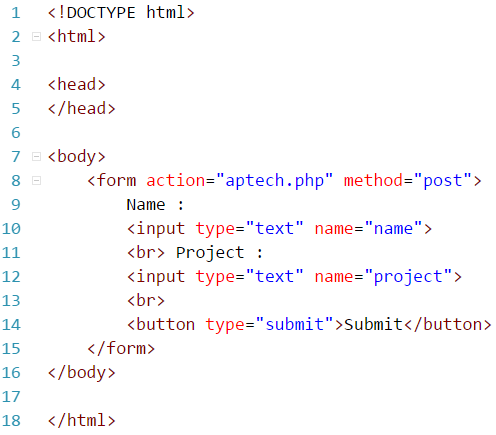 1 <!DOCTYPE html>
2 <html>
3
4 <head>
5 </head>
6
7 <body>
8 <form action="aptech.php" method="post">
9 Name :
10 <input type="text" name="name">
11 <br> Project :
12 <input type="text" name="project">
13 <br>
14 <button type="submit">Submit</button>
15 </form>
16 </body>
17
18 </html>